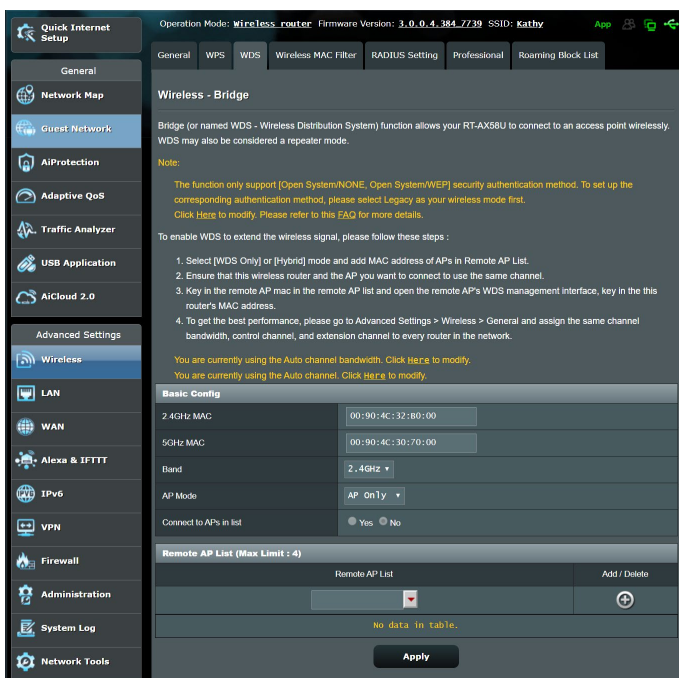 Quick Internet
Setup
General
Network Map
Guest Network
AiProtection
Adaptive QoS
Traffic Analyzer
USB Application
AiCloud 2.0
Advanced Settings
Wireless
LAN
WAN
Alexa & IFTTT
IPv6
VPN
Firewall
Administration
System Log
Network Tools
Operation Mode: Wireless router Firmware Version: 3.0.0.4.384_7739 SSID: Kathy App
General WPS WDS Wireless MAC Filter RADIUS Setting Professional Roaming Block List
Wireless - Bridge
Bridge (or named WDS - Wireless Distribution System) function allows your RT-AX58U to connect to an access point wirelessly.
WDS may also be considered a repeater mode.
Note:
The function only support [Open System/NONE, Open System/WEP] security authentication method. To set up the
corresponding authentication method, please select Legacy as your wireless mode
first.
Click Here to modify. Please refer to this FAQ for more details.
To enable WDS to extend the wireless signal, please follow these steps :
1. Select [WDS Only] or [Hybrid] mode and add MAC address of APs in Remote AP
List.
2. Ensure that this wireless router and the AP you want to connect to use the same
channel.
3. Key in the remote AP mac in the remote AP list and open the remote AP's WDS
management interface, key in the this
router's MAC address.
4. To get the best performance, please go to Advanced Settings > Wireless > General and assign the same channel
bandwidth, control channel, and extension channel to every router in the network.
You are currently using the Auto channel bandwidth. Click Here to modify.
You are currently using the Auto channel. Click Here to modify.
Basic Config
2.4GHz MAC 00:90:4C:32:B0:00
5GHz MAC 00:90:4C:30:70:00
Band 2.4GHz
AP Mode AP Only
Connect to APs in list Yes No
Remote AP List (Max Limit : 4)
Remote AP List Add / Delete
No data in table.
Apply